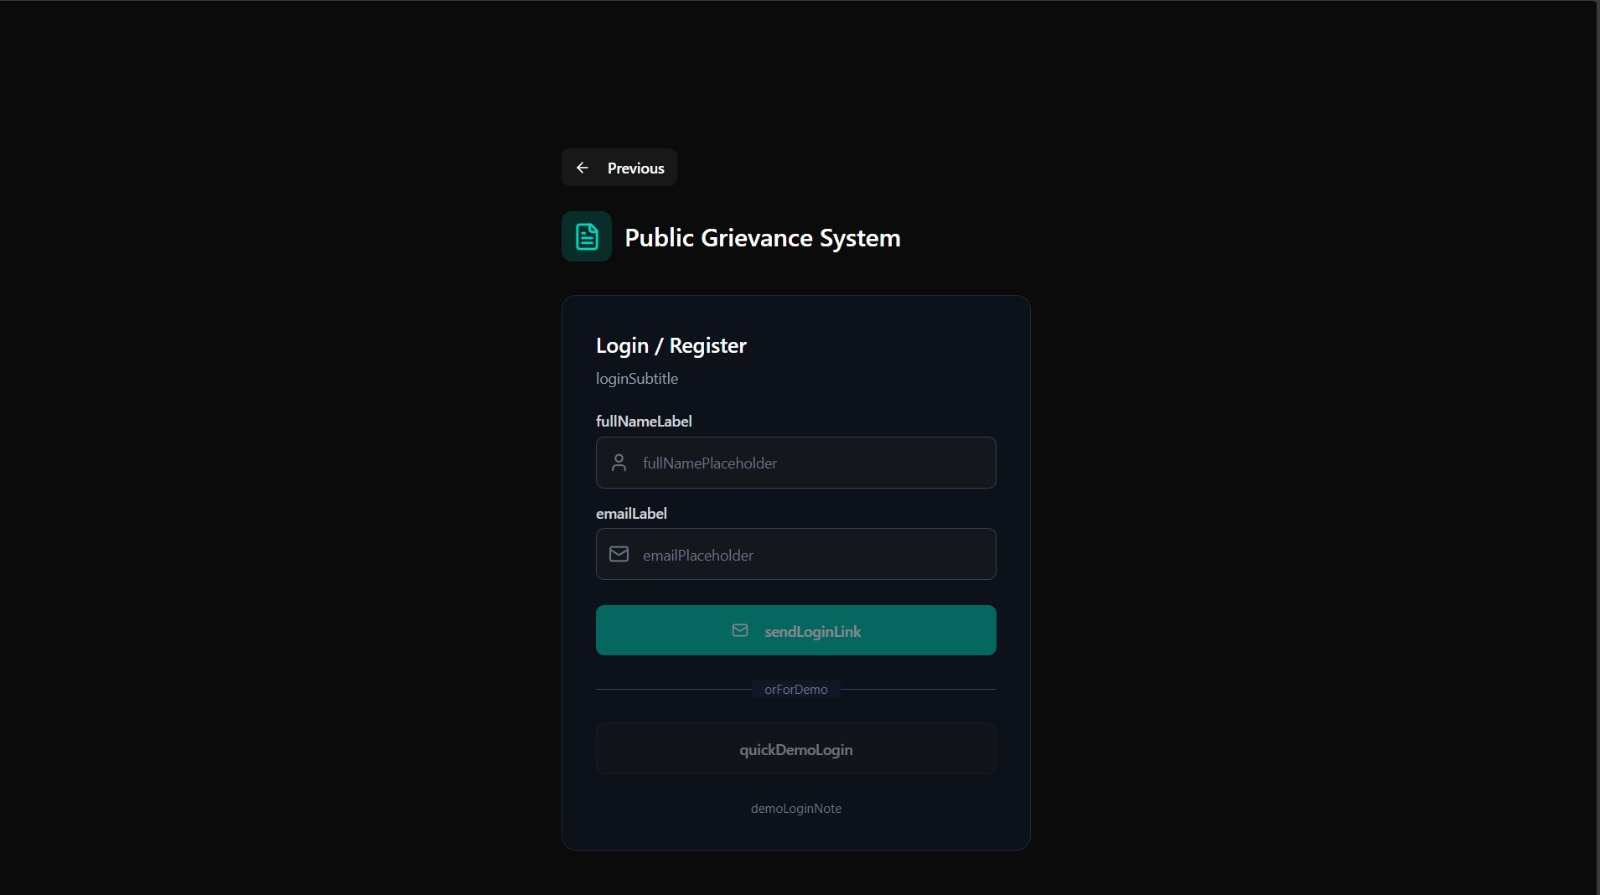 Previous
Public Grievance System
Login / Register
loginSubtitle
fullNameLabel
fullNamePlaceholder
emailLabel
emailPlaceholder
sendLoginLink
orForDemo
quickDemoLogin
demoLoginNote